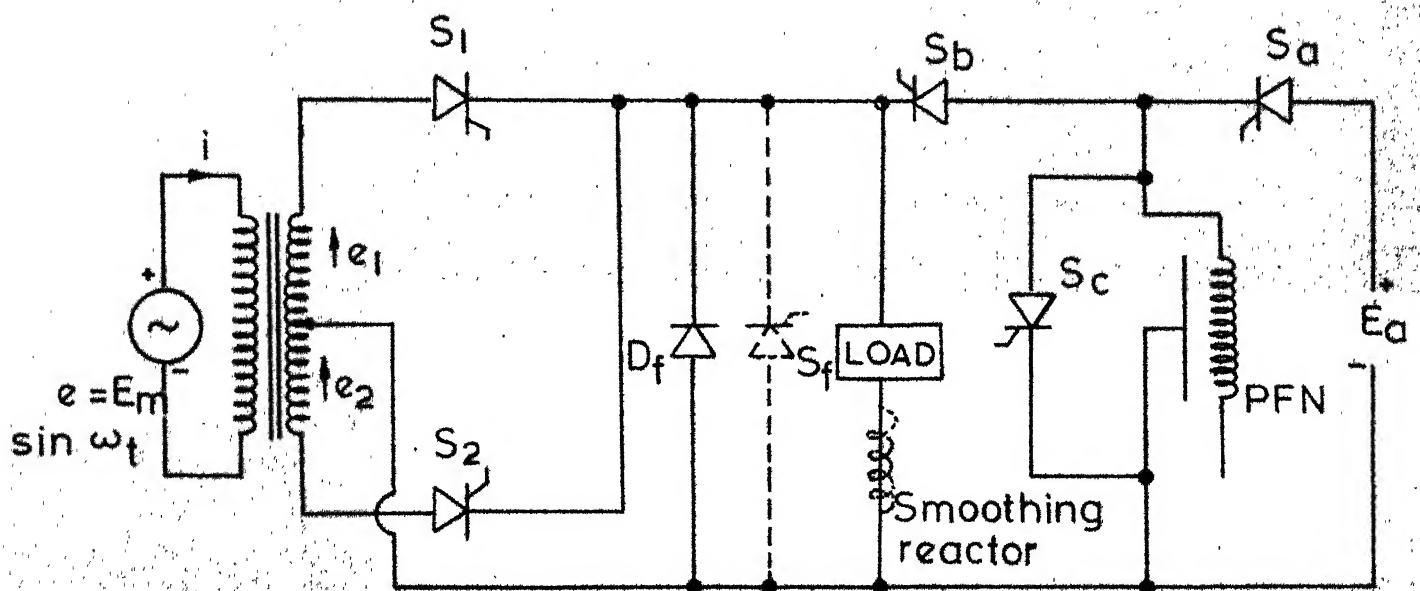 S1
Sb
Sa
i
e1
Sc
+
+
Ea
Df
Sf
LOAD
-
-
e2
PFN
e = Em
sin ωt
S2
Smoothing
reactor